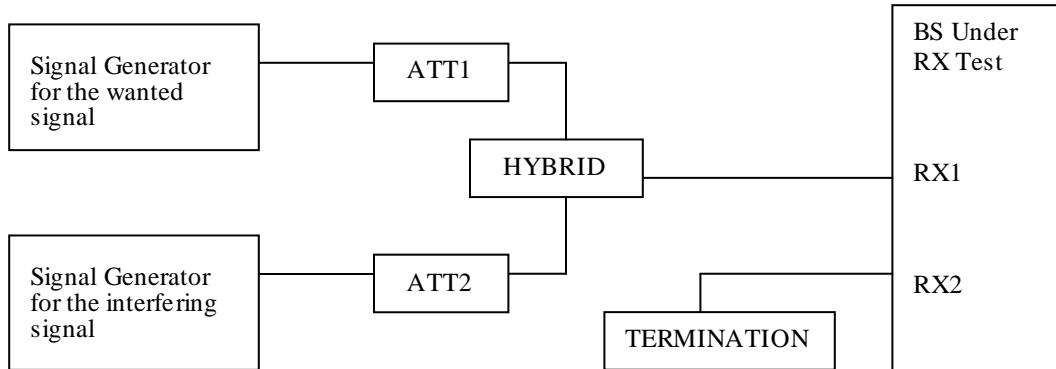 Signal Generator
for the wanted
signal
ATT1
HYBRID
Signal Generator
for the interfering
signal
ATT2
TERMINATION
BS Under
RX Test
RX1
RX2